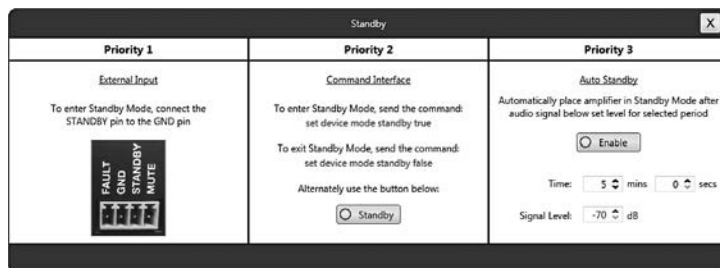 Standby
X
Priority 1
External Input
To enter Standby Mode, connect the
STANDBY pin to the GND pin
FAULT
GND
STANDBY
MUTE
Priority 2
Command Interface
To enter Standby Mode, send the command:
set device mode standby true
To exit Standby Mode, send the command:
set device mode standby false
Alternately use the button below:
Standby
Priority 3
Auto Standby
Automatically place amplifier in Standby Mode after
audio signal below set level for selected period
Enable
Time: 5 mins 0 secs
Signal Level: -70 dB